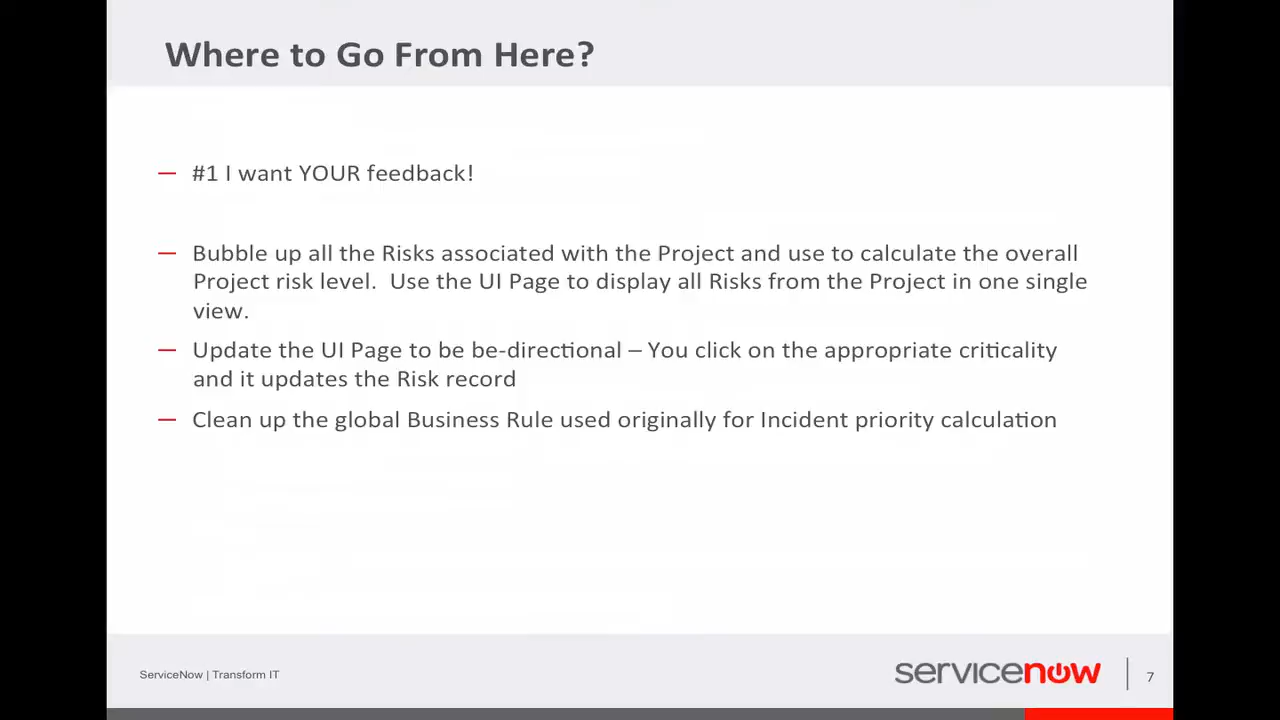 Where to Go From Here?
— #1 I want YOUR feedback!
— Bubble up all the Risks associated with the Project and use to calculate the overall
Project risk level.  Use the UI Page to display all Risks from the Project in one single
view.
— Update the UI Page to be be-directional – You click on the appropriate criticality
and it updates the Risk record
— Clean up the global Business Rule used originally for Incident priority calculation
ServiceNow | Transform IT
servicenow
7